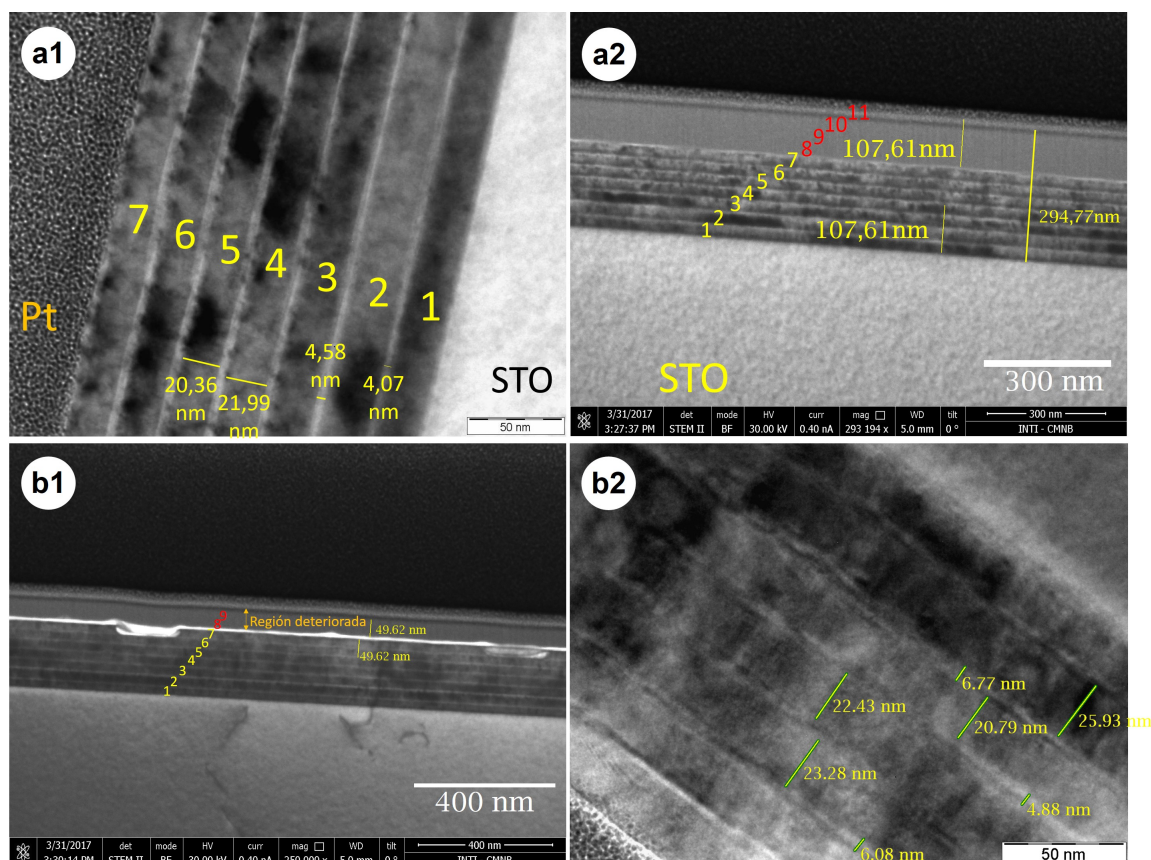 a1
7
6
5
4
3
2
1
Pt
20,36
nm
21,99
nm
4,58
nm
4,07
nm
STO
50 nm
a2
11
10
9
8
7
6
5
4
3
2
1
107,61nm
107,61nm
294,77nm
STO
300 nm
3/31/2017 det mode HV curr mag WD tilt 300 nm
3:27:37 PM STEM II BF 30.00 kV 0.40 nA 293 194 x 5.0 mm 0 ° INTI - CMNB
b1
9
8
7
6
5
4
3
2
1
Región deteriorada
49.62 nm
49.62 nm
400 nm
3/31/2017 det mode HV curr mag WD tilt 400 nm
3:30:14 PM STEM II BF 30.00 kV 0.40 nA 250 000 x 5.0 mm 0 ° INTI - CMNB
b2
6.77 nm
22.43 nm
20.79 nm
25.93 nm
23.28 nm
4.88 nm
6.08 nm
50 nm